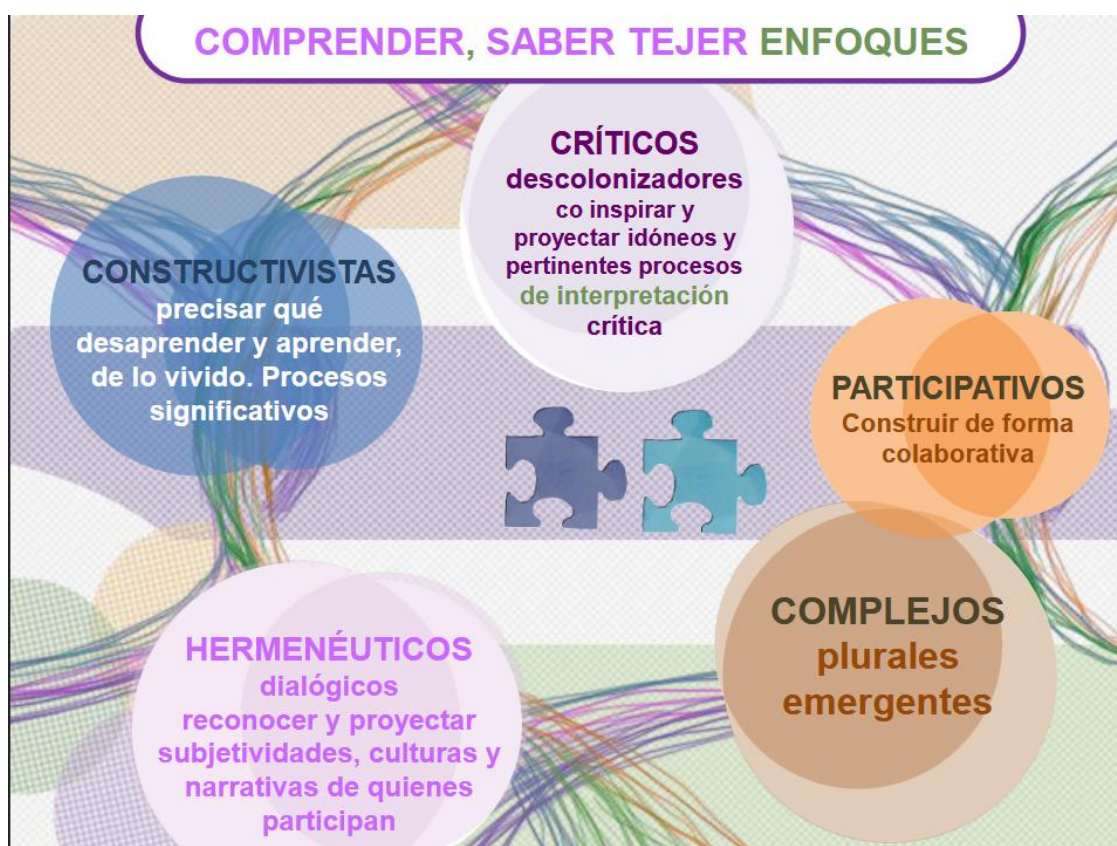 COMPRENDER, SABER TEJER ENFOQUES
CRÍTICOS
descolonizadores
co inspirar y
proyectar idóneos y
pertinentes procesos
de interpretación
crítica
CONSTRUCTIVISTAS
precisar qué
desaprender y aprender,
de lo vivido. Procesos
significativos
PARTICIPATIVOS
Construir de forma
colaborativa
HERMENÉUTICOS
dialógicos
reconocer y proyectar
subjetividades, culturas y
narrativas de quienes
participan
COMPLEJOS
plurales
emergentes